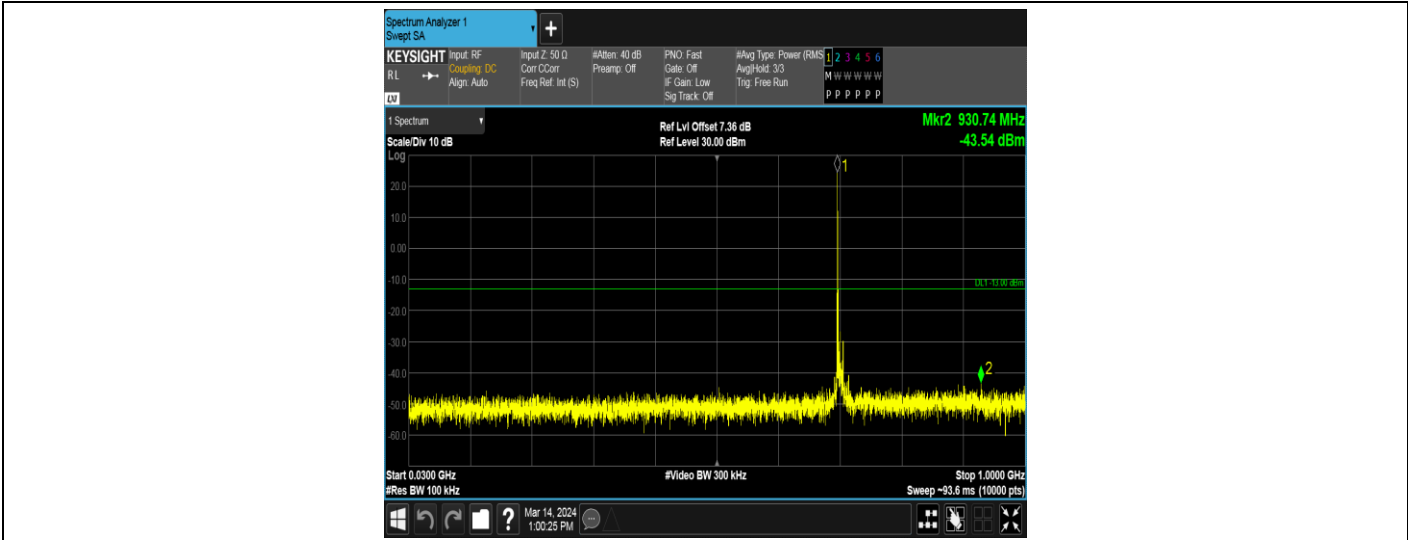 Spectrum Analyzer 1
Swept SA
+
KEYSIGHT
RL
LXI
Input: RF
Coupling: DC
Align: Auto
Input Z: 50 Ω
Corr CCorr
Freq Ref: Int (S)
#Atten: 40 dB
Preamp: Off
PNO: Fast
Gate: Off
IF Gain: Low
Sig Track: Off
#Avg Type: Power (RMS
Avg|Hold: 3/3
Trig: Free Run
1 2 3 4 5 6
M W W W W W
P P P P P P
1 Spectrum
Scale/Div 10 dB
Ref Lvl Offset 7.36 dB
Ref Level 30.00 dBm
Mkr2 930.74 MHz
-43.54 dBm
Log
1
20.0
10.0
0.00
-10.0
DL1 -13.00 dBm
-20.0
-30.0
-40.0
2
-50.0
-60.0
Start 0.0300 GHz
#Video BW 300 kHz
Stop 1.0000 GHz
#Res BW 100 kHz
Sweep ~93.6 ms (10000 pts)
?
Mar 14, 2024
1:00:25 PM